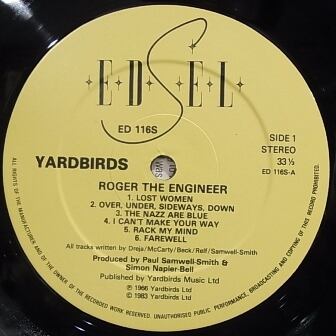 EDSEL
ED 116S
SIDE 1
STEREO
33⅓
ED 116S-A
YARDBIRDS
ROGER THE ENGINEER
1. LOST WOMEN
2. OVER, UNDER, SIDEWAYS, DOWN
3. THE NAZZ ARE BLUE
4. I CAN'T MAKE YOUR WAY
5. RACK MY MIND
6. FAREWELL
All tracks written by Dreja/McCarty/Beck/Relf/Samwell-Smith
Produced by Paul Samwell-Smith &
Simon Napier-Bell
Published by Yardbirds Music Ltd
℗ 1966 Yardbirds Ltd
© 1983 Yardbirds Ltd
ALL RIGHTS OF THE MANUFACTURER AND OF THE OWNER OF THE RECORDED WORK RESERVED. UNAUTHORISED PUBLIC PERFORMANCE, BROADCASTING AND COPYING OF THIS RECORD PROHIBITED.